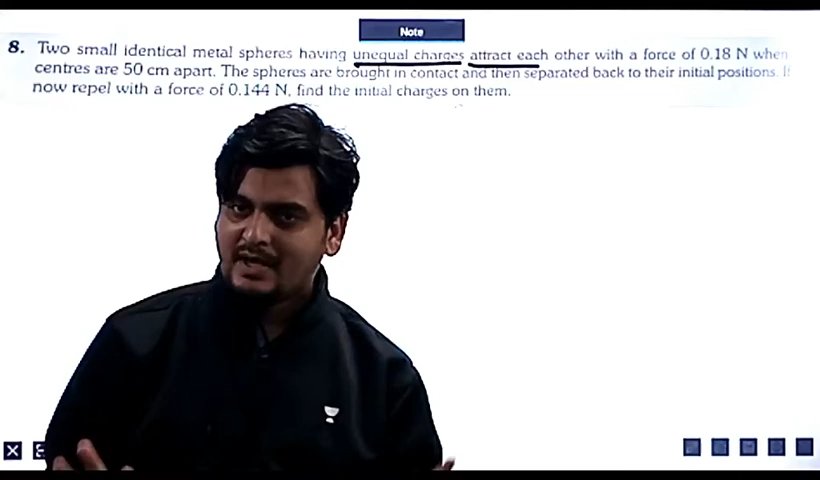 Note
8. Two small identical metal spheres having unequal charges attract each other with a force of 0.18 N when
centres are 50 cm apart. The spheres are brought in contact and then separated back to their initial positions.
now repel with a force of 0.144 N, find the initial charges on them.